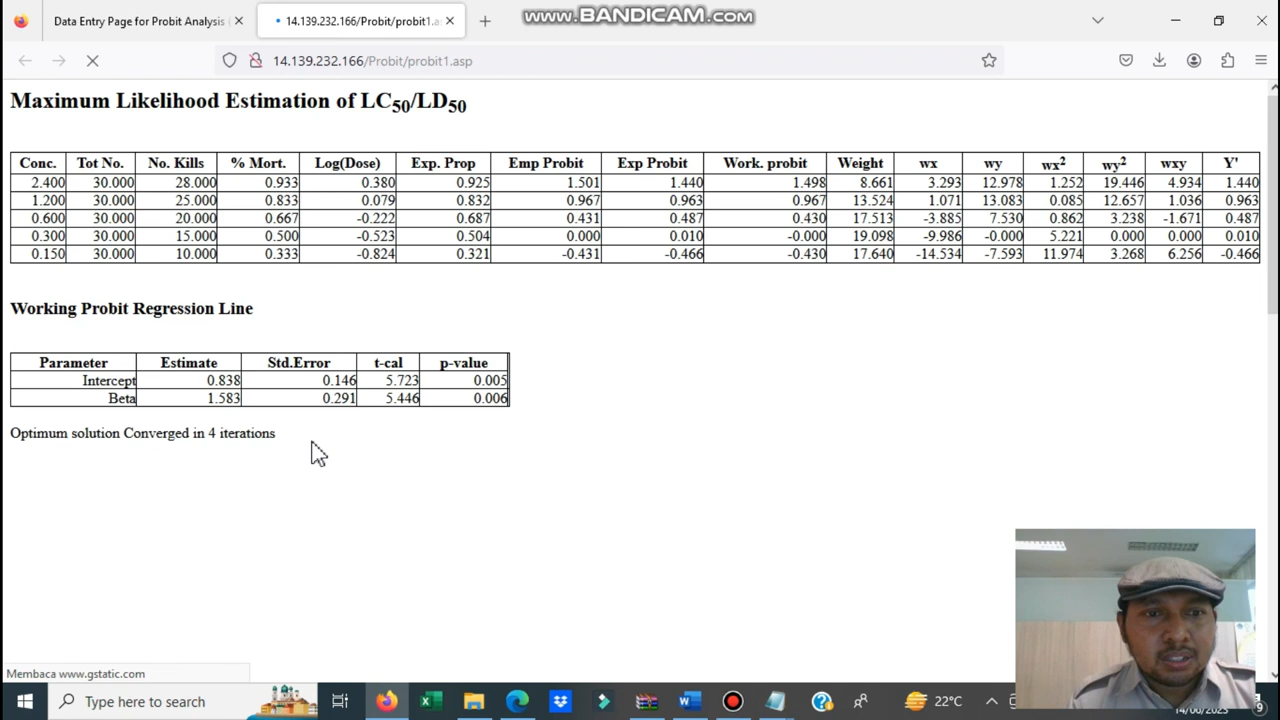 www.BANDICAM.com
Data Entry Page for Probit Analysis
14.139.232.166/Probit/probit1.a
14.139.232.166/Probit/probit1.asp
Maximum Likelihood Estimation of LC50/LD50
Conc. Tot No. No. Kills % Mort. Log(Dose) Exp. Prop Emp Probit Exp Probit Work. probit Weight wx wy wx² wy² wxy Y'
2.400 30.000 28.000 0.933 0.380 0.925 1.501 1.440 1.498 8.661 3.293 12.978 1.252 19.446 4.934 1.440
1.200 30.000 25.000 0.833 0.079 0.832 0.967 0.963 0.967 13.524 1.071 13.083 0.085 12.657 1.036 0.963
0.600 30.000 20.000 0.667 -0.222 0.687 0.431 0.487 0.430 17.513 -3.885 7.530 0.862 3.238 -1.671 0.487
0.300 30.000 15.000 0.500 -0.523 0.504 0.000 0.010 -0.000 19.098 -9.986 -0.000 5.221 0.000 0.000 0.010
0.150 30.000 10.000 0.333 -0.824 0.321 -0.431 -0.466 -0.430 17.640 -14.534 -7.593 11.974 3.268 6.256 -0.466
Working Probit Regression Line
Parameter Estimate Std.Error t-cal p-value
Intercept 0.838 0.146 5.723 0.005
Beta 1.583 0.291 5.446 0.006
Optimum solution Converged in 4 iterations
Membaca www.gstatic.com
Type here to search
22°C